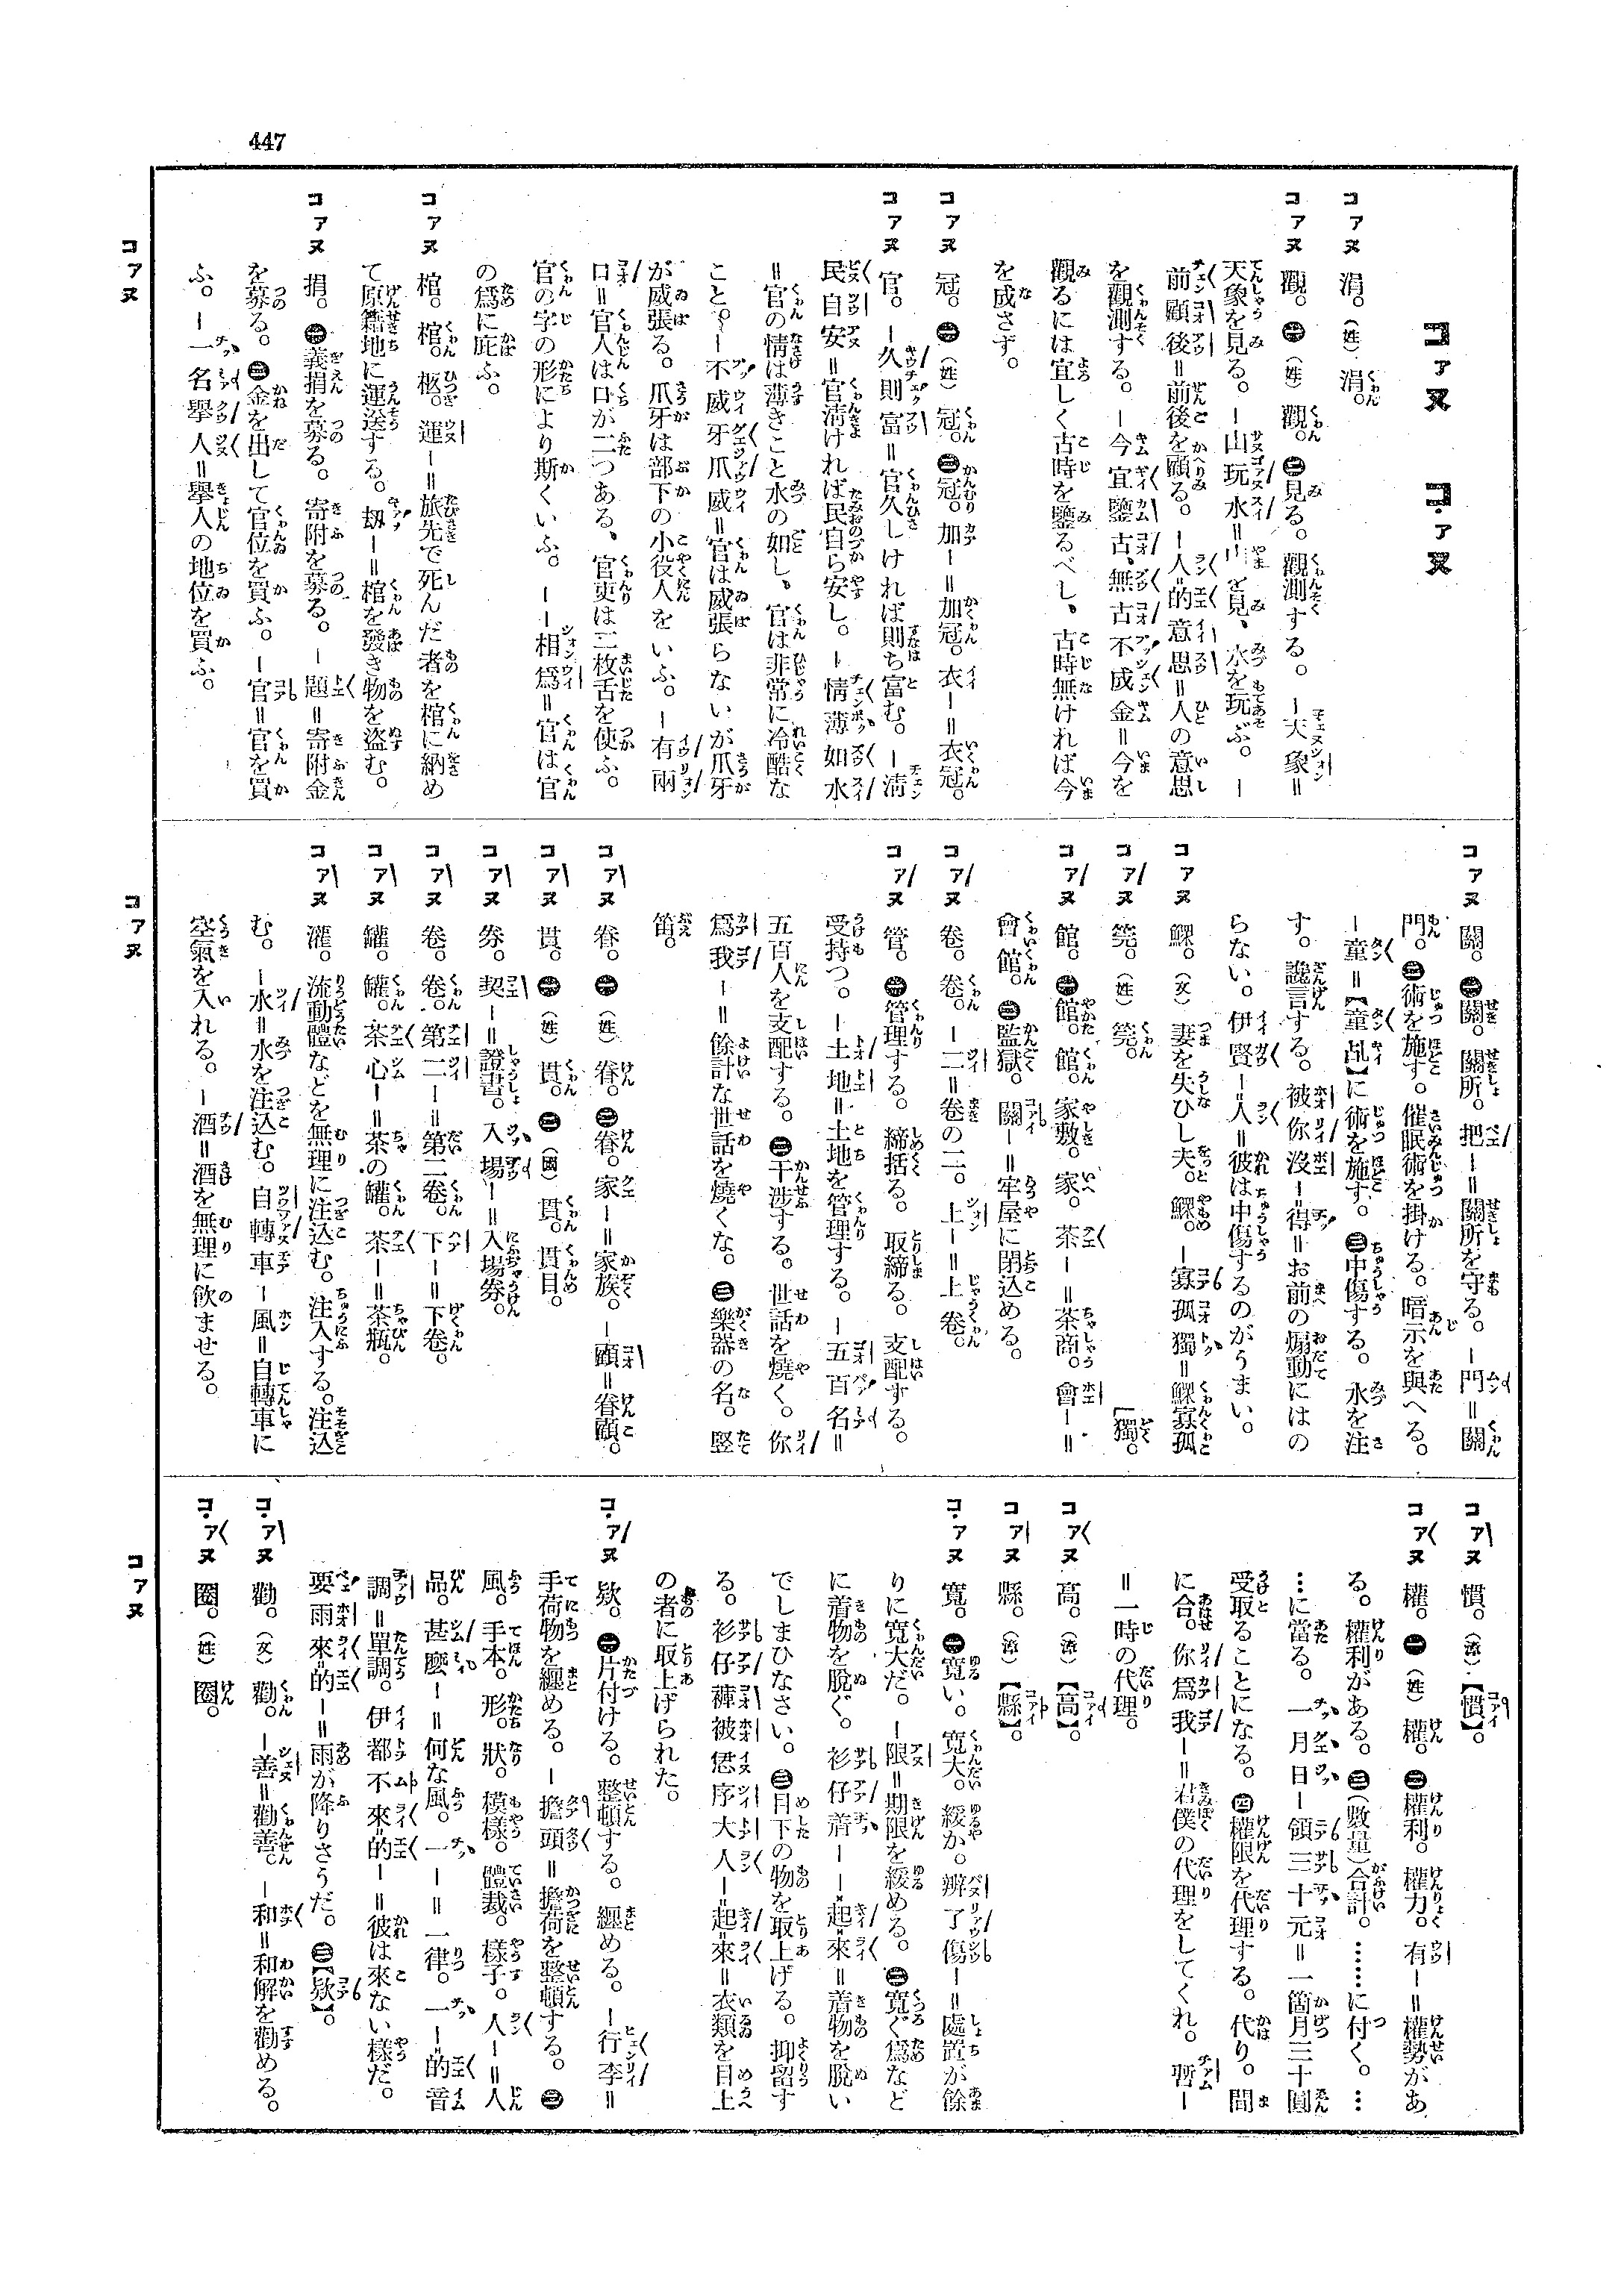 447
コァヌ　コ・ァヌ
コァヌ 涓。（姓）涓。
コァヌ 觀。㊀（姓）觀。㊁見る。觀測する。ー天象＝
天象を見る。ー山玩水＝山を見、水を玩ぶ。ー
前顧後＝前後を顧る。ー人的意思＝人の意思
を觀測する。ー今宜鑒古、無古不成金＝今を
觀るには宜しく古時を鑒るべし、古時無ければ今
を成さず。
コァヌ 冠。㊀（姓）冠。㊁冠。加ー＝加冠。衣ー＝衣冠。
コァヌ 官。ー久則富＝官久しければ則ち富む。ー淸
民自安＝官淸ければ民自ら安し。ー情薄如水
＝官の情は薄きこと水の如し、官は非常に冷酷な
こと。ー不威牙爪威＝官は威張らないが爪牙
が威張る。爪牙は部下の小役人をいふ。ー有兩
口＝官人は口が二つある、官吏は二枚舌を使ふ。
官の字の形により斯くいふ。ーー相爲＝官は官
の爲に庇ふ。
コァヌ 棺。棺。柩。運ー＝旅先で死んだ者を棺に納め
て原籍地に運送する。刼ー＝棺を發き物を盜む。
コァヌ 捐。㊀義捐を募る。寄附を募る。ー題＝寄附金
を募る。㊁金を出して官位を買ふ。ー官＝官を買
ふ。ー一名擧人＝擧人の地位を買ふ。
コァヌ
コァヌ 關。㊀關。關所。把ー＝關所を守る。ー門＝關
門。㊁術を施す。催眠術を掛ける。暗示を與へる。
ー童＝【童乩】に術を施す。㊂中傷する。水を注
す。讒言する。被你沒ー得＝お前の煽動にはの
らない。伊賢ー人＝彼は中傷するのがうまい。
コァヌ 鰥。（文）妻を失ひし夫。鰥。ー寡孤獨＝鰥寡孤
［獨。
コァヌ 筦。（姓）筦。
コァヌ 館。㊀館。館。家敷。家。茶ー＝茶商。會ー＝
會館。㊁監獄。關ー＝牢屋に閉込める。
コァヌ 卷。卷。ー二＝卷の二。上ー＝上卷。
コァヌ 管。㊀管理する。締括る。取締る。支配する。
受持つ。ー土地＝土地を管理する。ー五百名＝
五百人を支配する。㊁干涉する。世話を燒く。你
爲我ー＝餘計な世話を燒くな。㊂樂器の名。竪
笛。
コァヌ 眷。㊀（姓）眷。㊁眷。家ー＝家族。ー顧＝眷顧。
コァヌ 貫。㊀（姓）貫。㊁（國）貫。貫目。
コァヌ 券。契ー＝證書。入場ー＝入場券。
コァヌ 卷。卷。第二ー＝第二卷。下ー＝下卷。
コァヌ 罐。罐。茶心ー＝茶の罐。茶ー＝茶瓶。
コァヌ 灌。流動體などを無理に注込む。注入する。注込
む。ー水＝水を注込む。自轉車ー風＝自轉車に
空氣を入れる。ー酒＝酒を無理に飮ませる。
コァヌ
コァヌ 慣。（漳）【慣】。
コァヌ 權。㊀（姓）權。㊁權利。權力。有ー＝權勢があ
る。權利がある。㊂（數量）合計。……に付く。…
…に當る。一月日ー領三十元＝一箇月三十圓
受取ることになる。㊃權限を代理する。代り。間
に合。你爲我ー＝君僕の代理をしてくれ。暫ー
＝一時の代理。
コァヌ 高。（漳）【高】。
コァヌ 縣。（漳）【縣】。
コ・ァヌ 寬。㊀寬い。寬大。緩か。辨了傷ー＝處置が餘
りに寬大だ。ー限＝期限を緩める。㊁寬ぐ爲など
に着物を脫ぐ。衫仔着ーー起來＝着物を脫い
でしまひなさい。㊂目下の物を取上げる。抑留す
る。衫仔褲被恁序大人ー起來＝衣類を目上
の者に取上げられた。
コ・ァヌ 欵。㊀片付ける。整頓する。纏める。ー行李＝
手荷物を纏める。ー擔頭＝擔荷を整頓する。㊁
風。手本。形。狀。模樣。體裁。樣子。人ー＝人
品。甚麼ー＝何な風。一ー＝一律。一ー的普
調＝單調。伊都不來的ー＝彼は來ない樣だ。
要雨來的ー＝雨が降りさうだ。㊂【欵】。
コ・ァヌ 勸。（文）勸。ー善＝勸善。ー和＝和解を勸める。
コ・ァヌ 圈。（姓）圈。
コァヌ